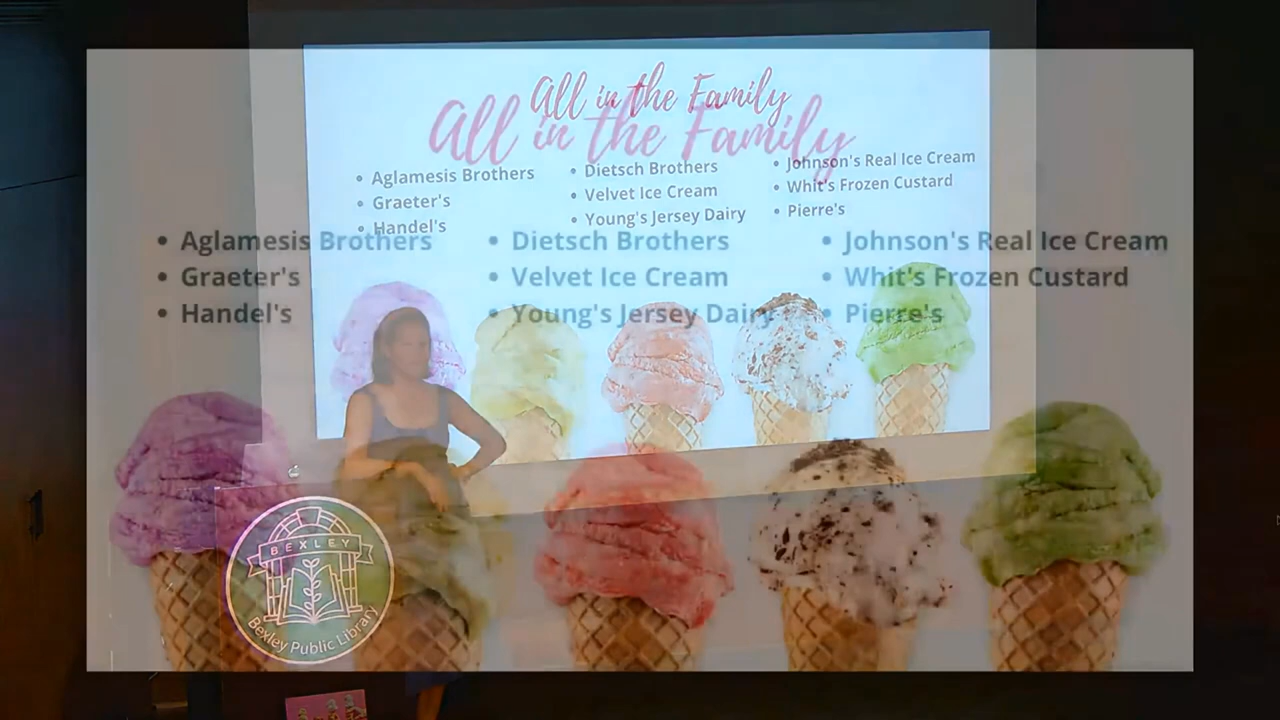 All in the Family
All in the Family
• Aglamesis Brothers
• Graeter's
• Handel's
• Dietsch Brothers
• Velvet Ice Cream
• Young's Jersey Dairy
• Johnson's Real Ice Cream
• Whit's Frozen Custard
• Pierre's
• Aglamesis Brothers
• Graeter's
• Handel's
• Dietsch Brothers
• Velvet Ice Cream
• Young's Jersey Dairy
• Johnson's Real Ice Cream
• Whit's Frozen Custard
• Pierre's
BEXLEY
Bexley Public Library